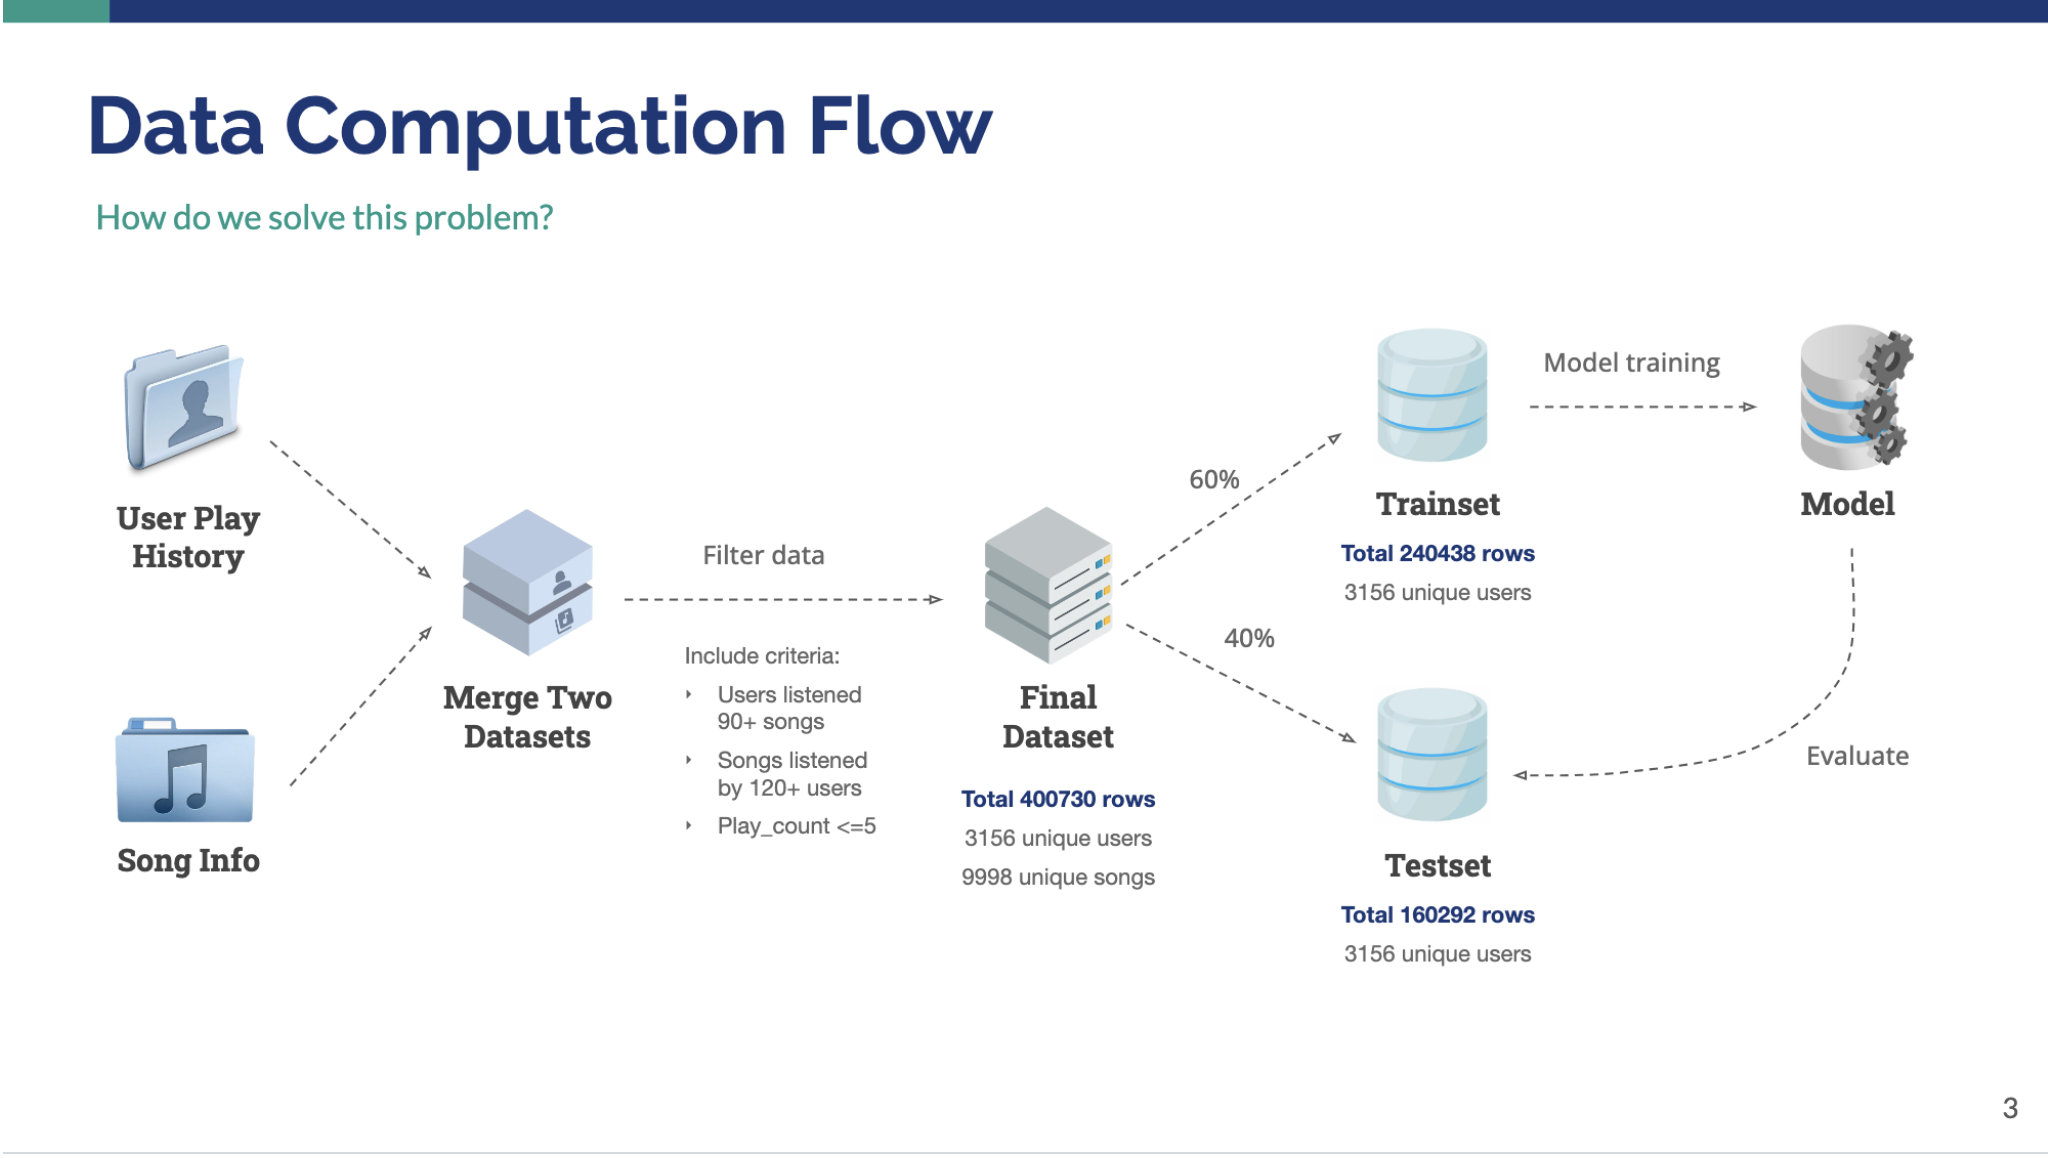 Data Computation Flow
How do we solve this problem?
User Play
History
Song Info
Merge Two
Datasets
Filter data
Include criteria:
‣ Users listened
90+ songs
‣ Songs listened
by 120+ users
‣ Play_count <=5
Final
Dataset
Total 400730 rows
3156 unique users
9998 unique songs
60%
40%
Trainset
Total 240438 rows
3156 unique users
Model training
Model
Testset
Total 160292 rows
3156 unique users
Evaluate
3